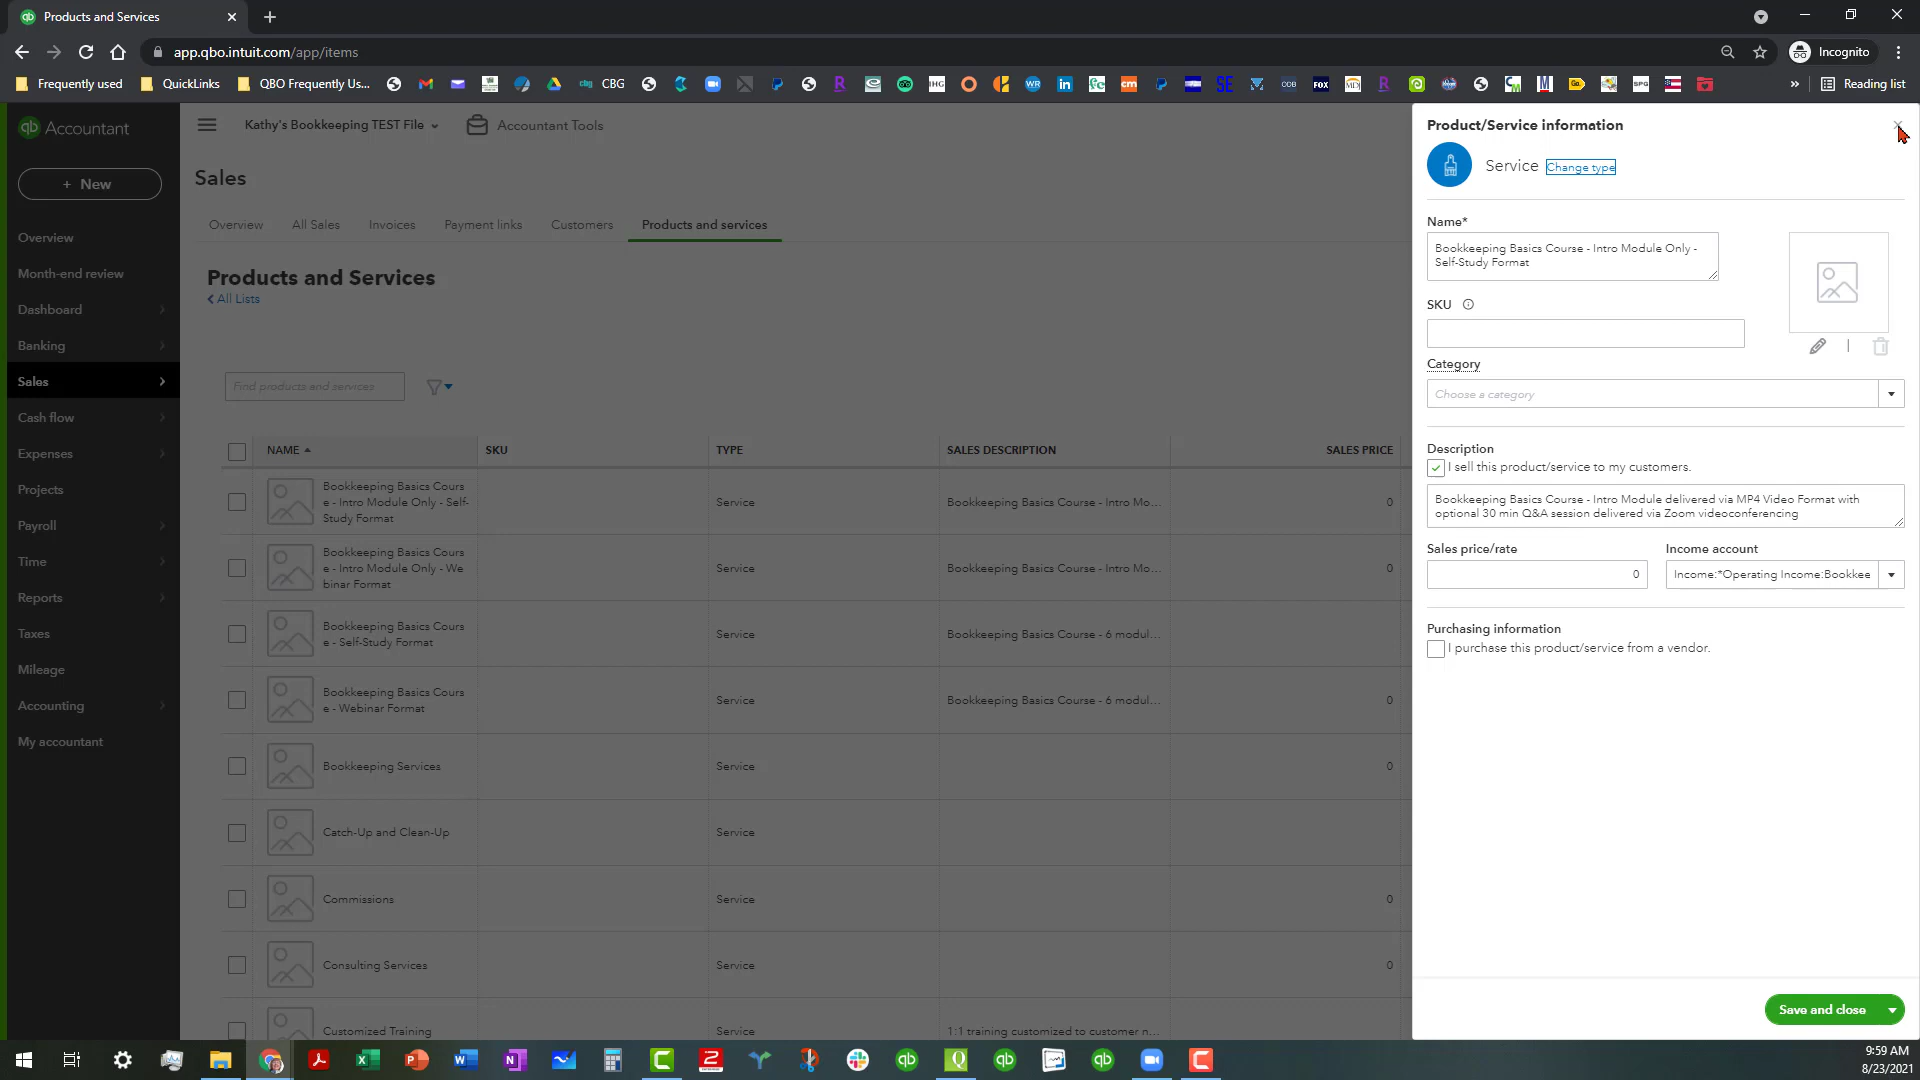 Products and Services
app.qbo.intuit.com/app/items
Incognito
Frequently used
QuickLinks
QBO Frequently Us...
CBG
Reading list
qb Accountant
Kathy's Bookkeeping TEST File
Accountant Tools
+ New
Overview
Month-end review
Dashboard
Banking
Sales
Cash flow
Expenses
Projects
Payroll
Time
Reports
Taxes
Mileage
Accounting
My accountant
Sales
Overview
All Sales
Invoices
Payment links
Customers
Products and services
Products and Services
All Lists
Find products and services
NAME
SKU
TYPE
SALES DESCRIPTION
SALES PRICE
Bookkeeping Basics Cours
e - Intro Module Only - Self-
Study Format
Service
Bookkeeping Basics Course - Intro Mo...
0
Bookkeeping Basics Cours
e - Intro Module Only - We
binar Format
Service
Bookkeeping Basics Course - Intro Mo...
0
Bookkeeping Basics Cours
e - Self-Study Format
Service
Bookkeeping Basics Course - 6 modul...
0
Bookkeeping Basics Cours
e - Webinar Format
Service
Bookkeeping Basics Course - 6 modul...
0
Bookkeeping Services
Service
0
Catch-Up and Clean-Up
Service
Commissions
Service
0
Consulting Services
Service
0
Customized Training
Service
1:1 training customized to customer n...
Product/Service information
Service Change type
Name*
Bookkeeping Basics Course - Intro Module Only -
Self-Study Format
SKU
Category
Choose a category
Description
I sell this product/service to my customers.
Bookkeeping Basics Course - Intro Module delivered via MP4 Video Format with
optional 30 min Q&A session delivered via Zoom videoconferencing
Sales price/rate
Income account
0
Income:*Operating Income:Bookkee
Purchasing information
I purchase this product/service from a vendor.
Save and close
9:59 AM
8/23/2021